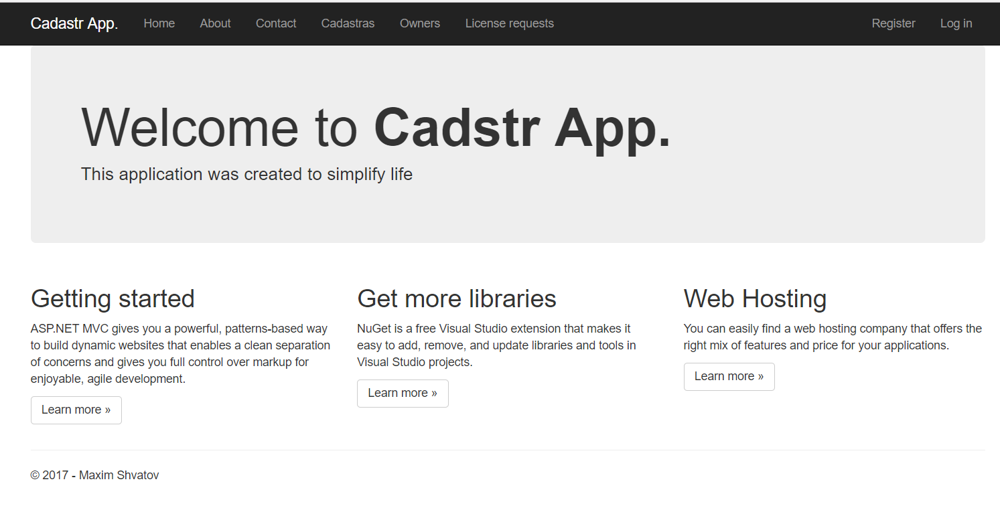 Cadastr App. Home About Contact Cadastras Owners License requests Register Log in
Welcome to Cadstr App.
This application was created to simplify life
Getting started
ASP.NET MVC gives you a powerful, patterns-based way
to build dynamic websites that enables a clean separation
of concerns and gives you full control over markup for
enjoyable, agile development.
Learn more »
Get more libraries
NuGet is a free Visual Studio extension that makes it
easy to add, remove, and update libraries and tools in
Visual Studio projects.
Learn more »
Web Hosting
You can easily find a web hosting company that offers the
right mix of features and price for your applications.
Learn more »
© 2017 - Maxim Shvatov